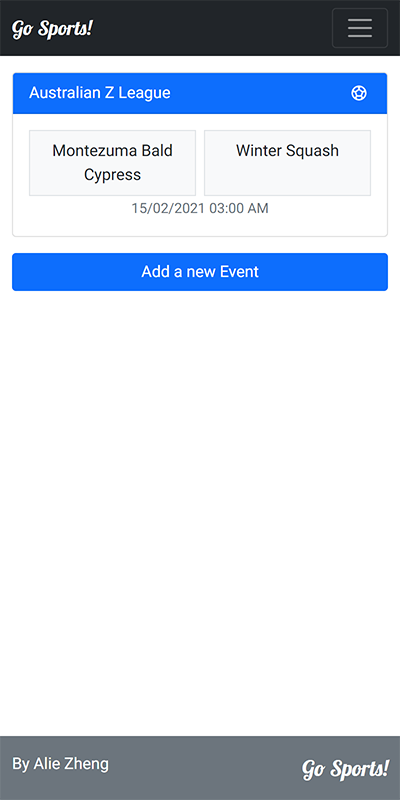 Go Sports!
Australian Z League
Montezuma Bald
Cypress
Winter Squash
15/02/2021 03:00 AM
Add a new Event
By Alie Zheng
Go Sports!